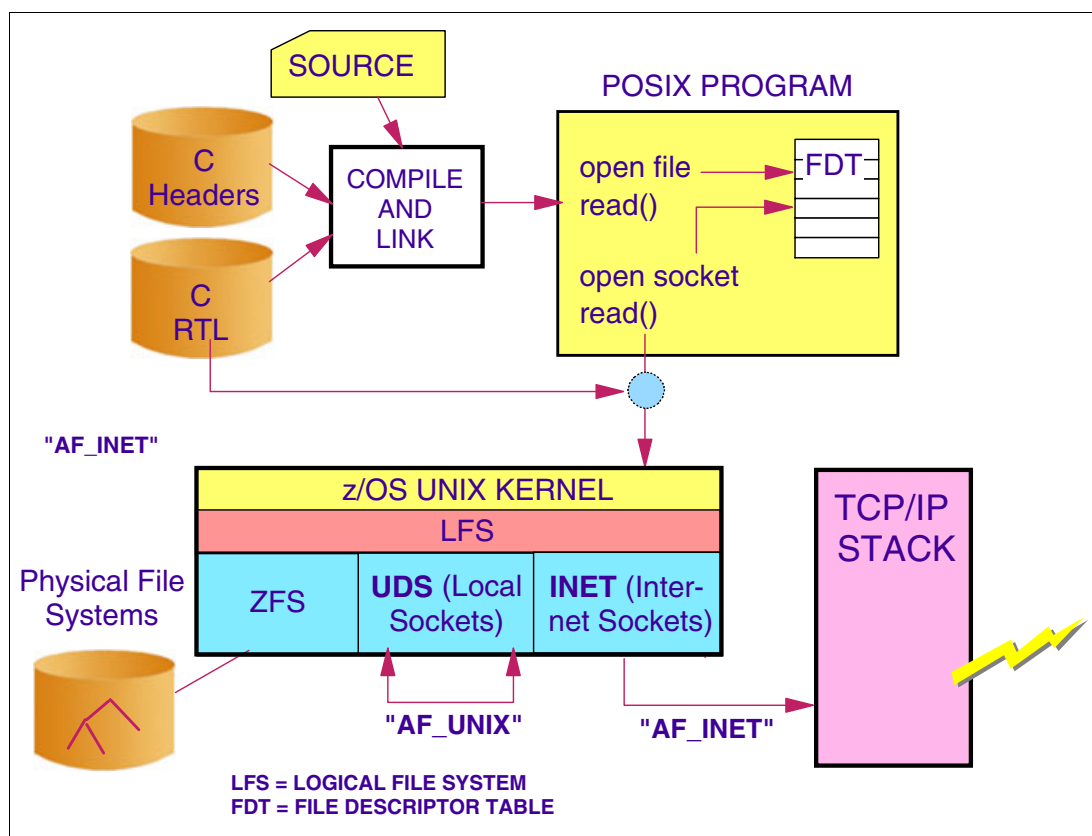 SOURCE
POSIX PROGRAM
C
Headers
COMPILE
AND
LINK
open file
read()
FDT
C
RTL
open socket
read()
"AF_INET"
z/OS UNIX KERNEL
LFS
ZFS
UDS (Local
Sockets)
INET (Inter-
net Sockets)
TCP/IP
STACK
Physical File
Systems
"AF_UNIX"
"AF_INET"
LFS = LOGICAL FILE SYSTEM
FDT = FILE DESCRIPTOR TABLE